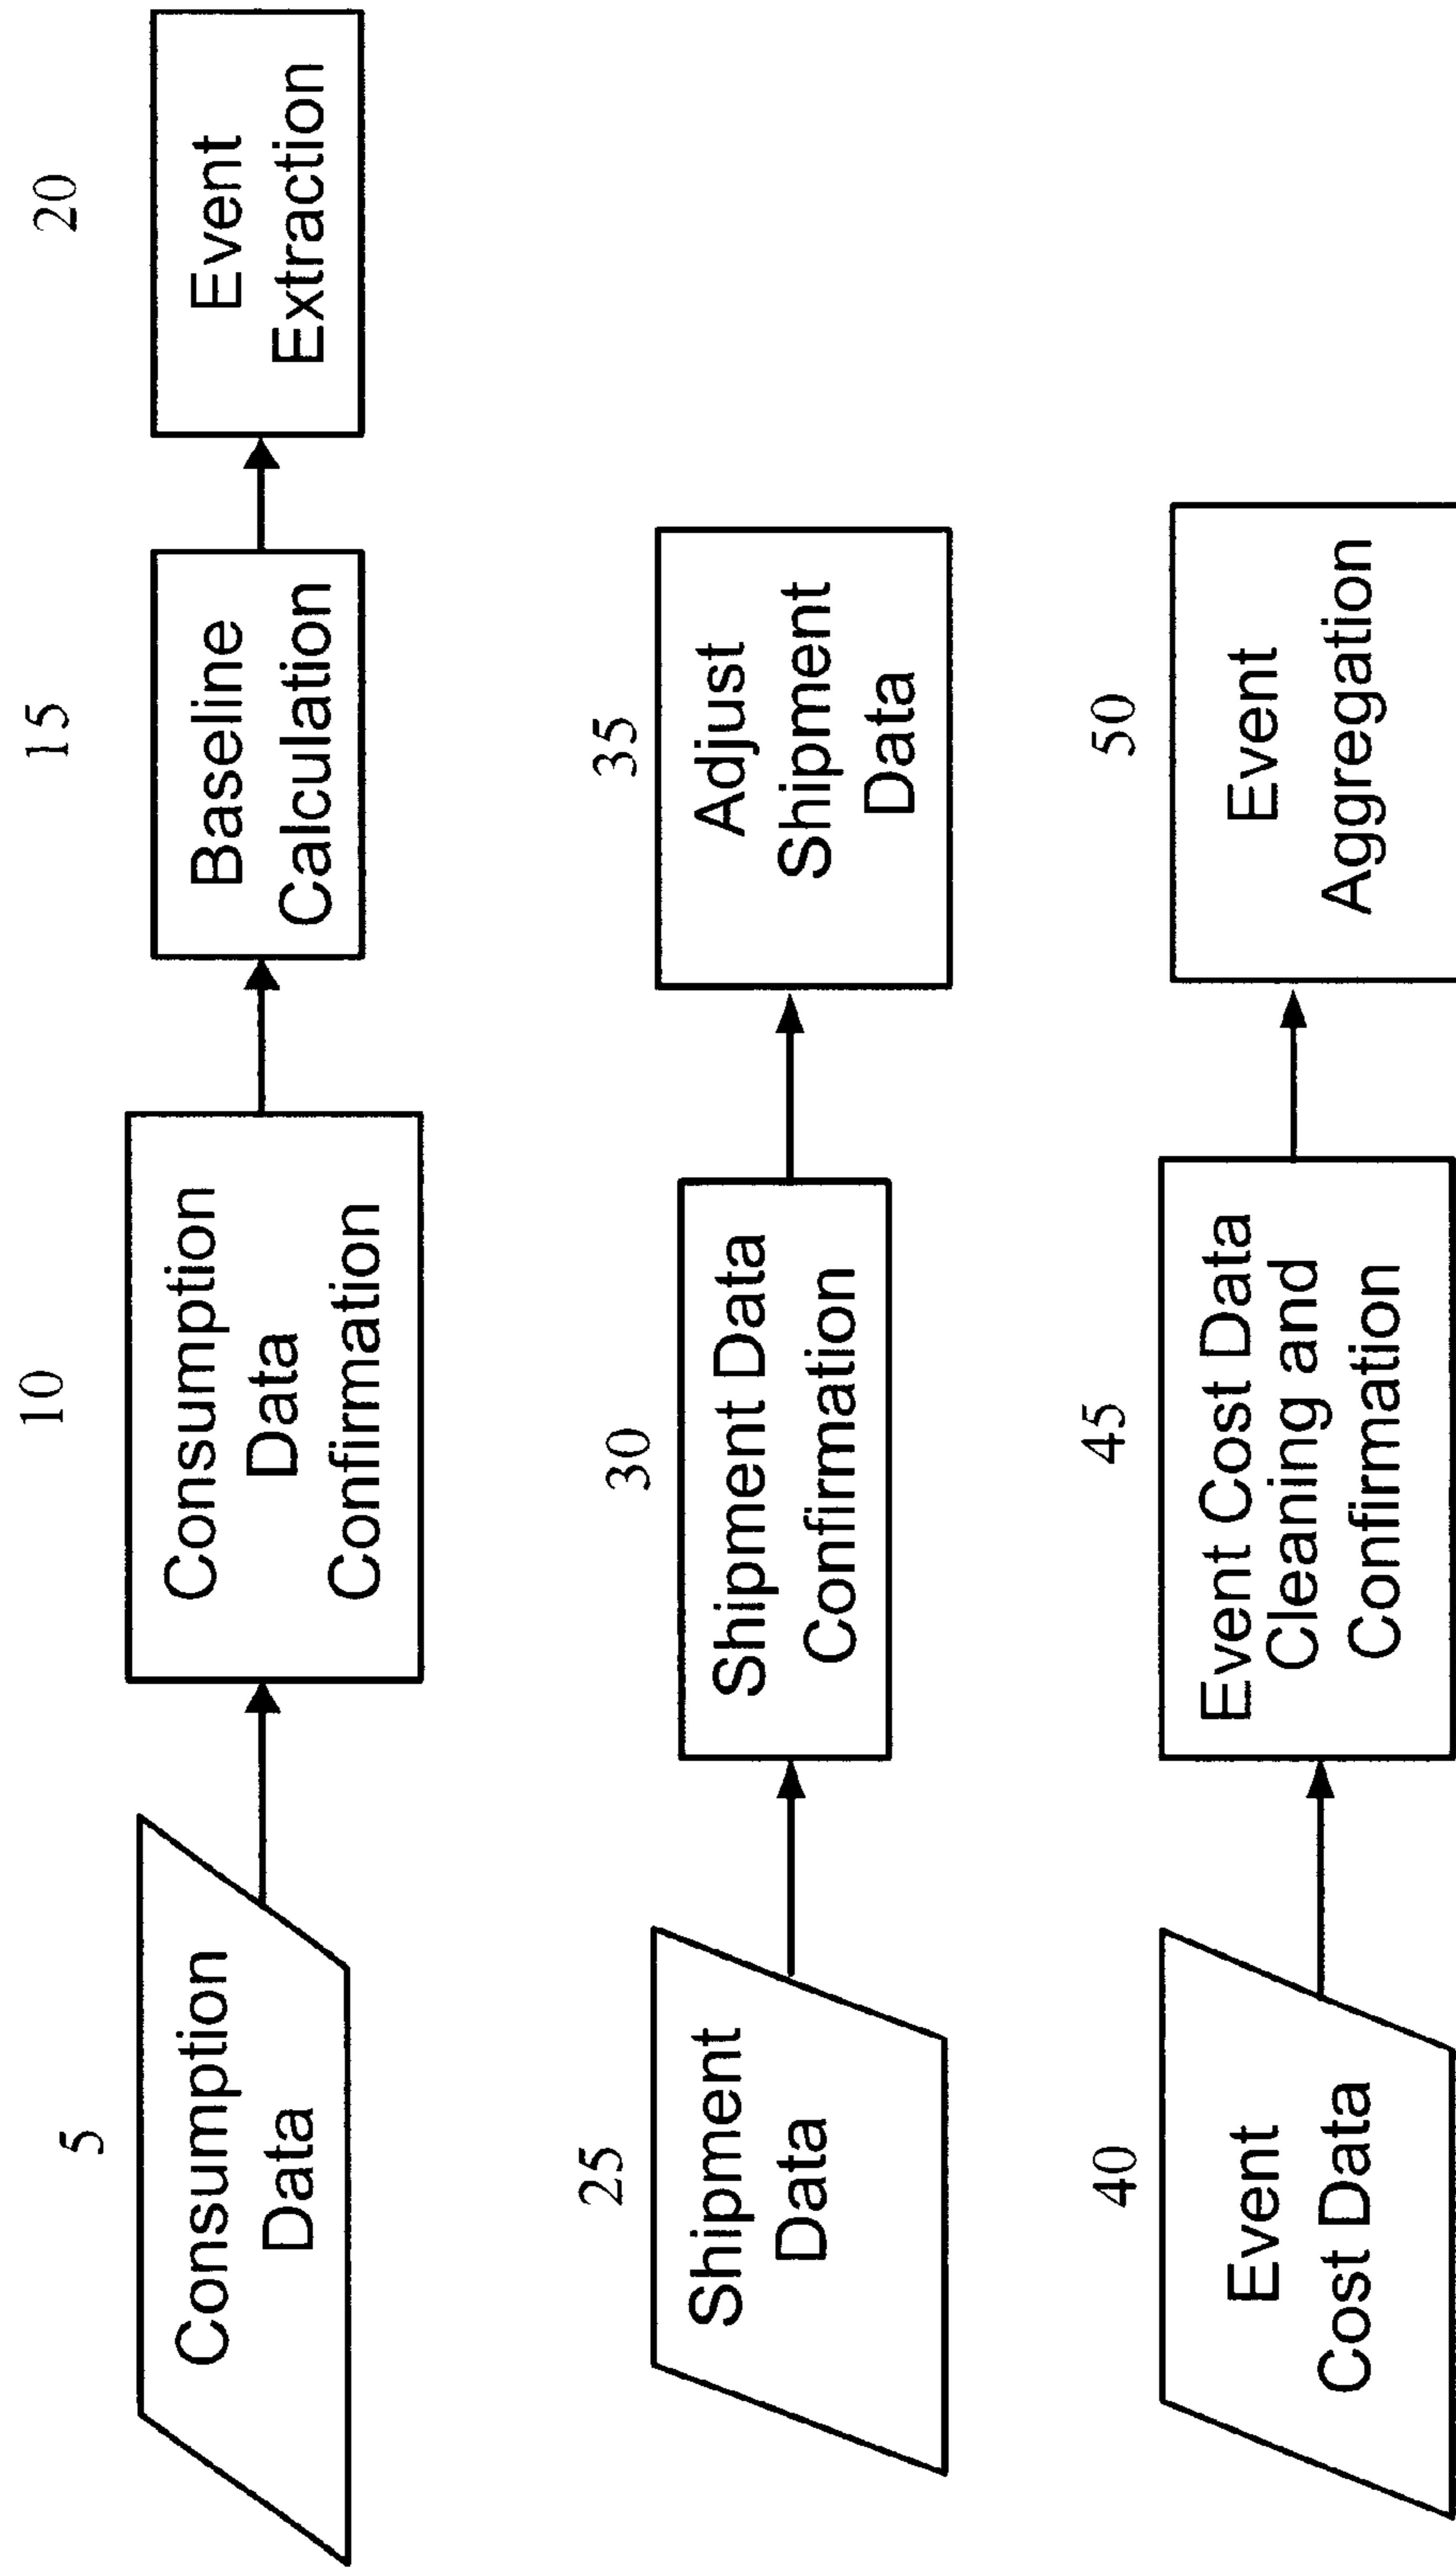 5
Consumption
Data
10
Consumption
Data
Confirmation
15
Baseline
Calculation
20
Event
Extraction
25
Shipment
Data
30
Shipment Data
Confirmation
35
Adjust
Shipment
Data
40
Event
Cost Data
45
Event Cost Data
Cleaning and
Confirmation
50
Event
Aggregation